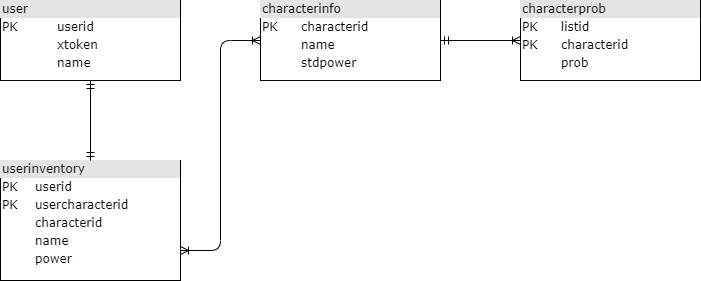 user
PK userid
xtoken
name
characterinfo
PK characterid
name
stdpower
characterprob
PK listid
PK characterid
prob
userinventory
PK userid
PK usercharacterid
characterid
name
power